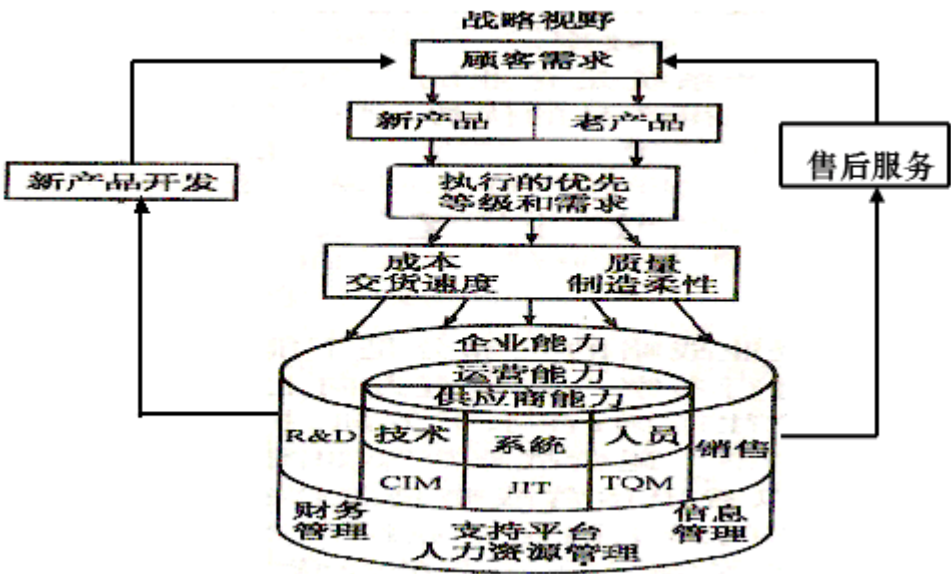 战略视野
顾客需求
新产品
老产品
新产品开发
售后服务
执行的优先
等级和需求
成本
交货速度
质量
制造柔性
企业能力
运营能力
供应商能力
R&D
技术
系统
人员
销售
CIM
JIT
TQM
财务
管理
支持平台
人力资源管理
信息
管理